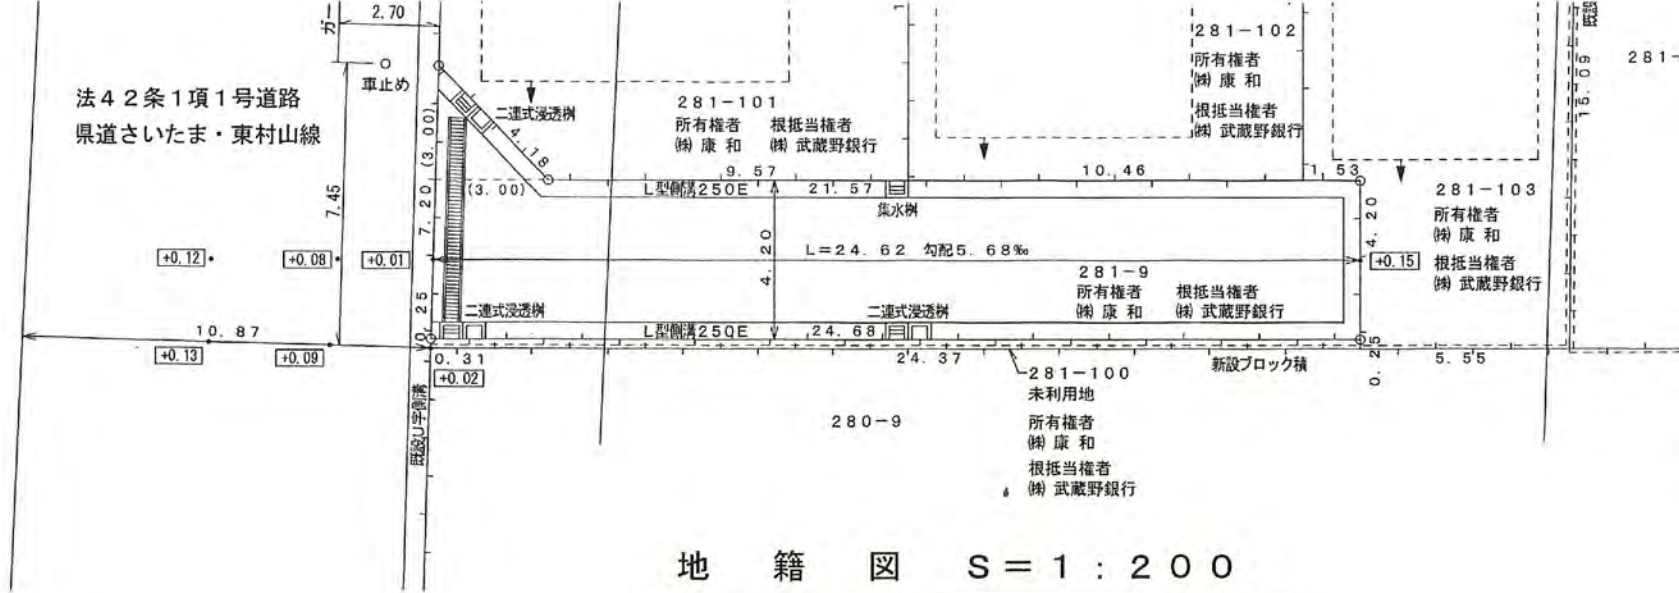 ガー
2.70
車止め
法42条1項1号道路
県道さいたま・東村山線
7.45
(3.00)
二連式浸透桝
4.18
281-101
所有権者 根抵当権者
㈱ 康 和 ㈱ 武蔵野銀行
281-102
所有権者
㈱ 康 和
根抵当権者
㈱ 武蔵野銀行
既設
15.09
281-
9.57
10.46
1.53
(3.00)
L型側溝250E 21.57
集水桝
281-103
所有権者
㈱ 康 和
根抵当権者
㈱ 武蔵野銀行
7.20
4.20
4.20
+0.12
+0.08
+0.01
L=24.62 勾配5.68‰
+0.15
281-9
所有権者 根抵当権者
㈱ 康 和 ㈱ 武蔵野銀行
0.25
二連式浸透桝
二連式浸透桝
10.87
L型側溝250E 24.68
+0.13
+0.09
0.31
+0.02
24.37
新設ブロック積
0.25
5.55
既設U字側溝
281-100
未利用地
所有権者
㈱ 康 和
根抵当権者
㈱ 武蔵野銀行
280-9
地 籍 図 S=1:200